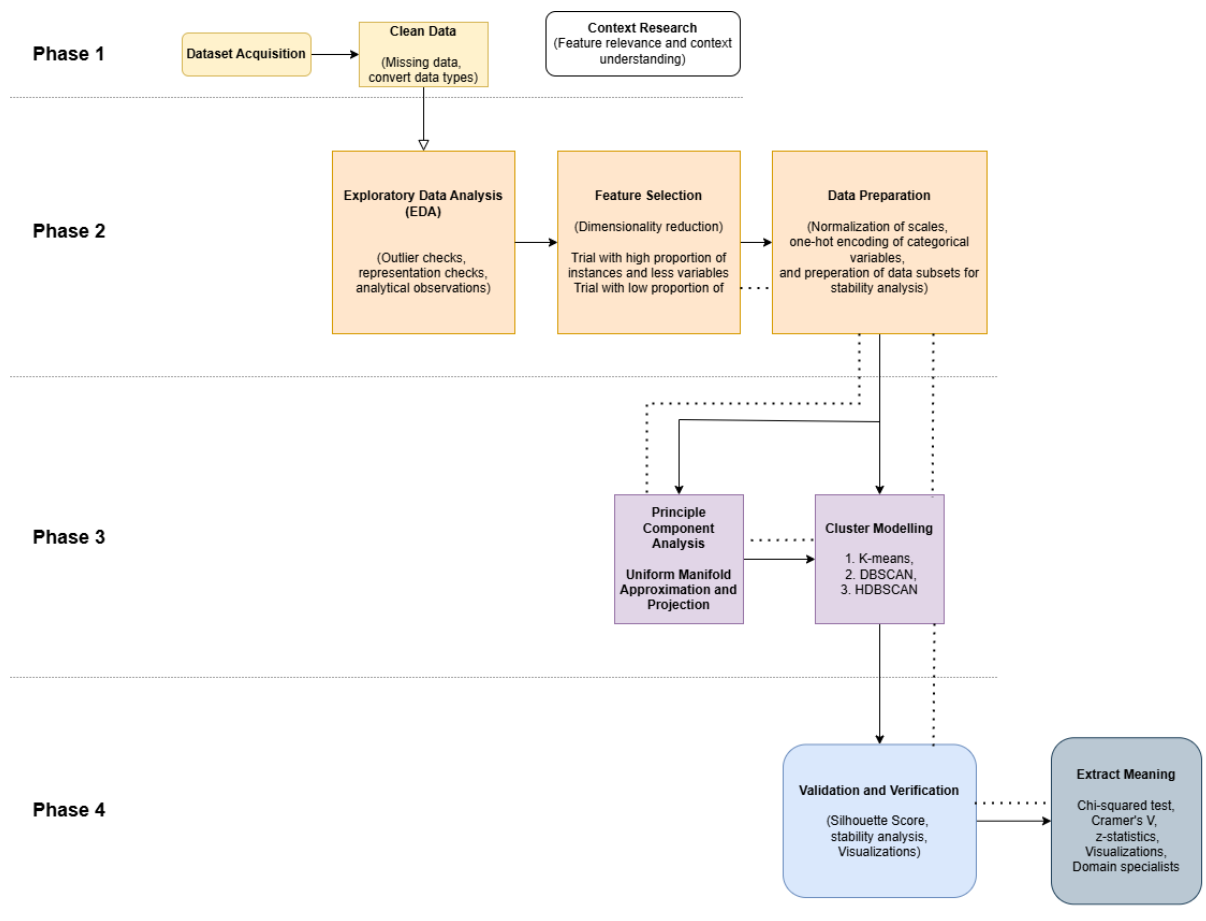 Phase 1
Dataset Acquisition
Clean Data
(Missing data,
convert data types)
Context Research
(Feature relevance and context
understanding)
Phase 2
Exploratory Data Analysis
(EDA)
(Outlier checks,
representation checks,
analytical observations)
Feature Selection
(Dimensionality reduction)
Trial with high proportion of
instances and less variables
Trial with low proportion of
Data Preparation
(Normalization of scales,
one-hot encoding of categorical
variables,
and preperation of data subsets for
stability analysis)
Phase 3
Principle
Component
Analysis
Uniform Manifold
Approximation and
Projection
Cluster Modelling
1. K-means,
2. DBSCAN,
3. HDBSCAN
Phase 4
Validation and Verification
(Silhouette Score,
stability analysis,
Visualizations)
Extract Meaning
Chi-squared test,
Cramer's V,
z-statistics,
Visualizations,
Domain specialists